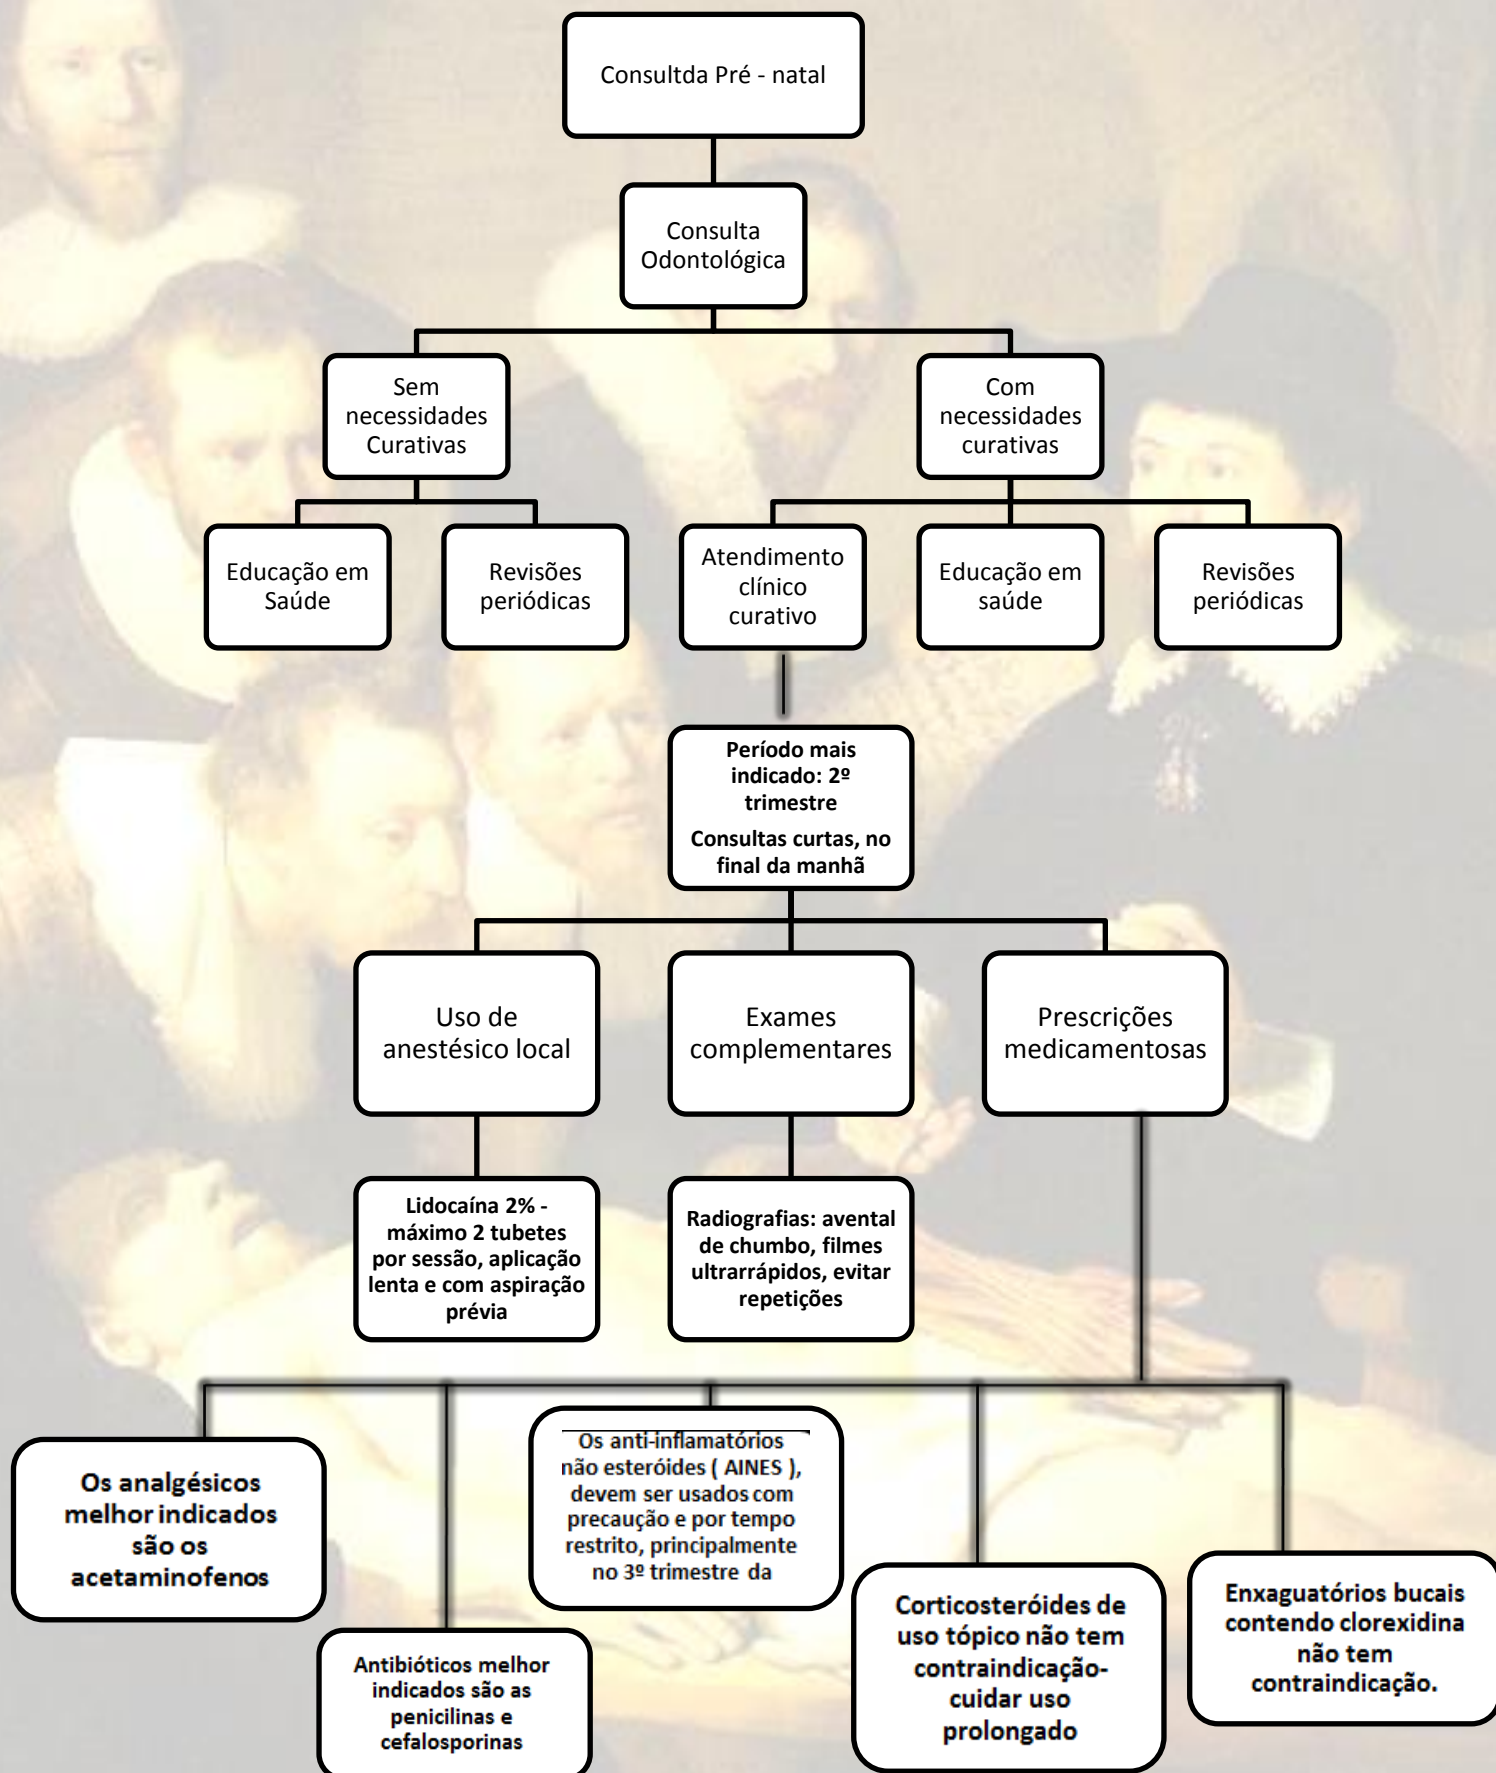 Consultda Pré - natal
Consulta
Odontológica
Sem
necessidades
Curativas
Com
necessidades
curativas
Educação em
Saúde
Revisões
periódicas
Atendimento
clínico
curativo
Educação em
saúde
Revisões
periódicas
Período mais
indicado: 2º
trimestre
Consultas curtas, no
final da manhã
Uso de
anestésico local
Exames
complementares
Prescrições
medicamentosas
Lidocaína 2% -
máximo 2 tubetes
por sessão, aplicação
lenta e com aspiração
prévia
Radiografias: avental
de chumbo, filmes
ultrarrápidos, evitar
repetições
Os analgésicos
melhor indicados
são os
acetaminofenos
Antibióticos melhor
indicados são as
penicilinas e
cefalosporinas
Os anti-inflamatórios
não esteróides ( AINES ),
devem ser usados com
precaução e por tempo
restrito, principalmente
no 3º trimestre da
Corticosteróides de
uso tópico não tem
contraindicação-
cuidar uso
prolongado
Enxaguatórios bucais
contendo clorexidina
não tem
contraindicação.